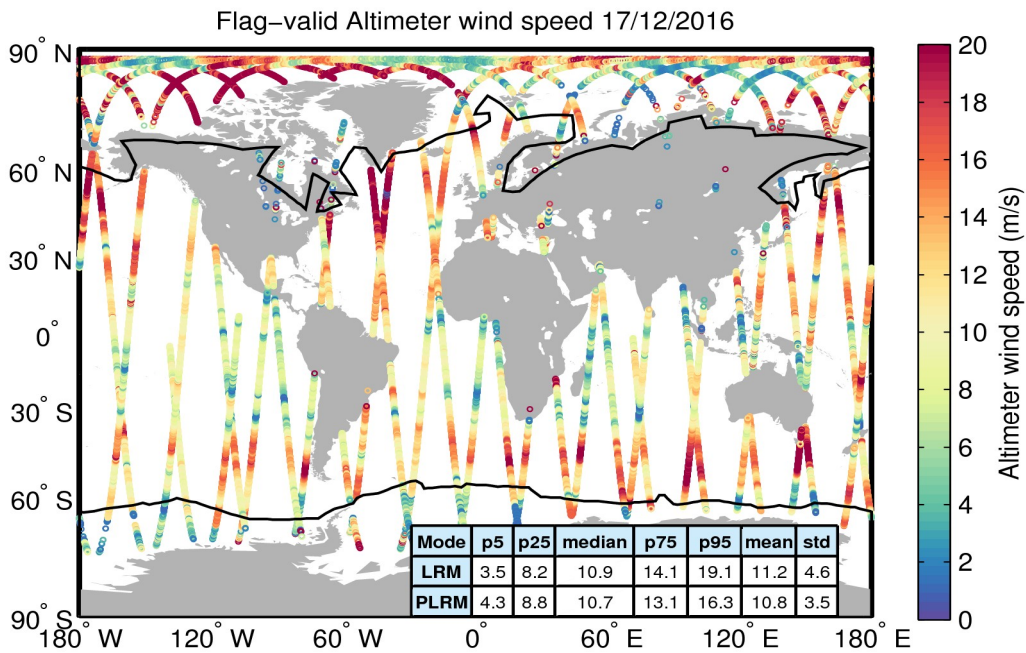 Flag−valid Altimeter wind speed 17/12/2016
90° N
60° N
30° N
0°
30° S
60° S
90° S
180° W
120° W
60° W
0°
60° E
120° E
180° E
Mode p5 p25 median p75 p95 mean std
LRM 3.5 8.2 10.9 14.1 19.1 11.2 4.6
PLRM 4.3 8.8 10.7 13.1 16.3 10.8 3.5
20
18
16
14
12
10
8
6
4
2
0
Altimeter wind speed (m/s)